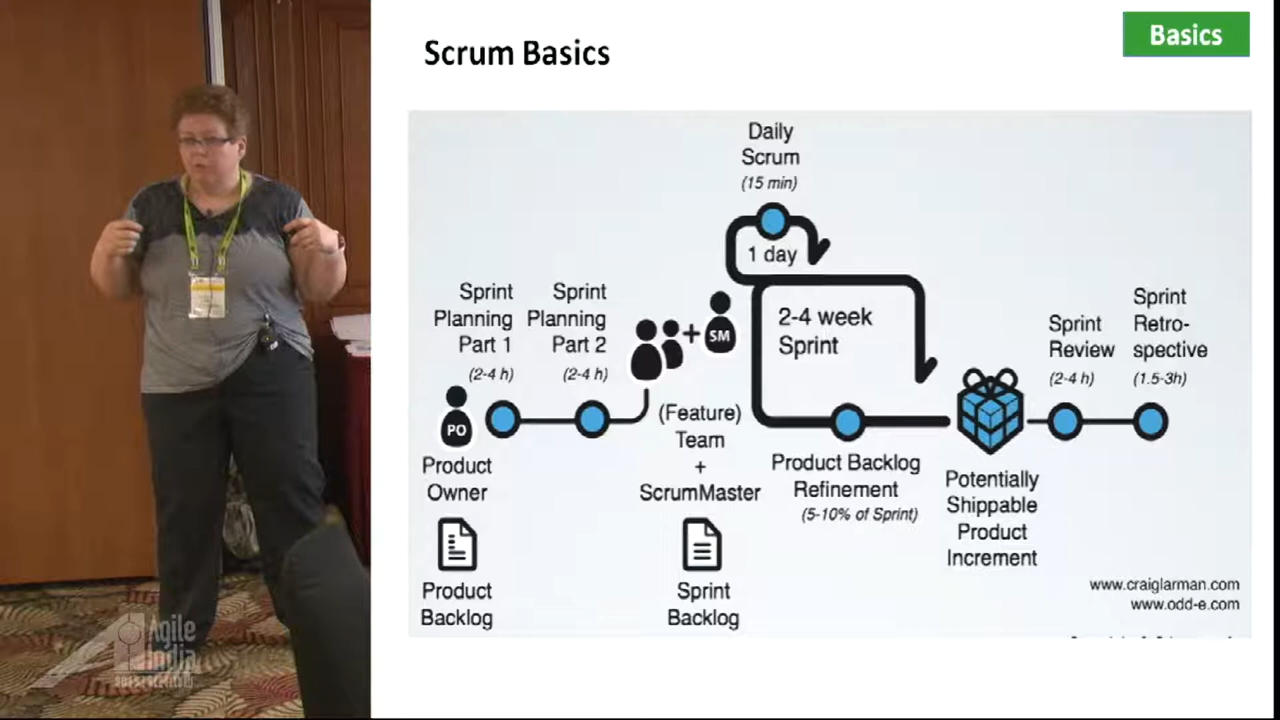 Scrum Basics
Basics
Daily
Scrum
(15 min)
1 day
Sprint
Planning
Part 1
(2-4 h)
Sprint
Planning
Part 2
(2-4 h)
+
SM
2-4 week
Sprint
Sprint
Review
(2-4 h)
Sprint
Retro-
spective
(1.5-3h)
PO
Product
Owner
(Feature)
Team
+
ScrumMaster
Product Backlog
Refinement
(5-10% of Sprint)
Potentially
Shippable
Product
Increment
Product
Backlog
Sprint
Backlog
www.craiglarman.com
www.odd-e.com
Agile
India